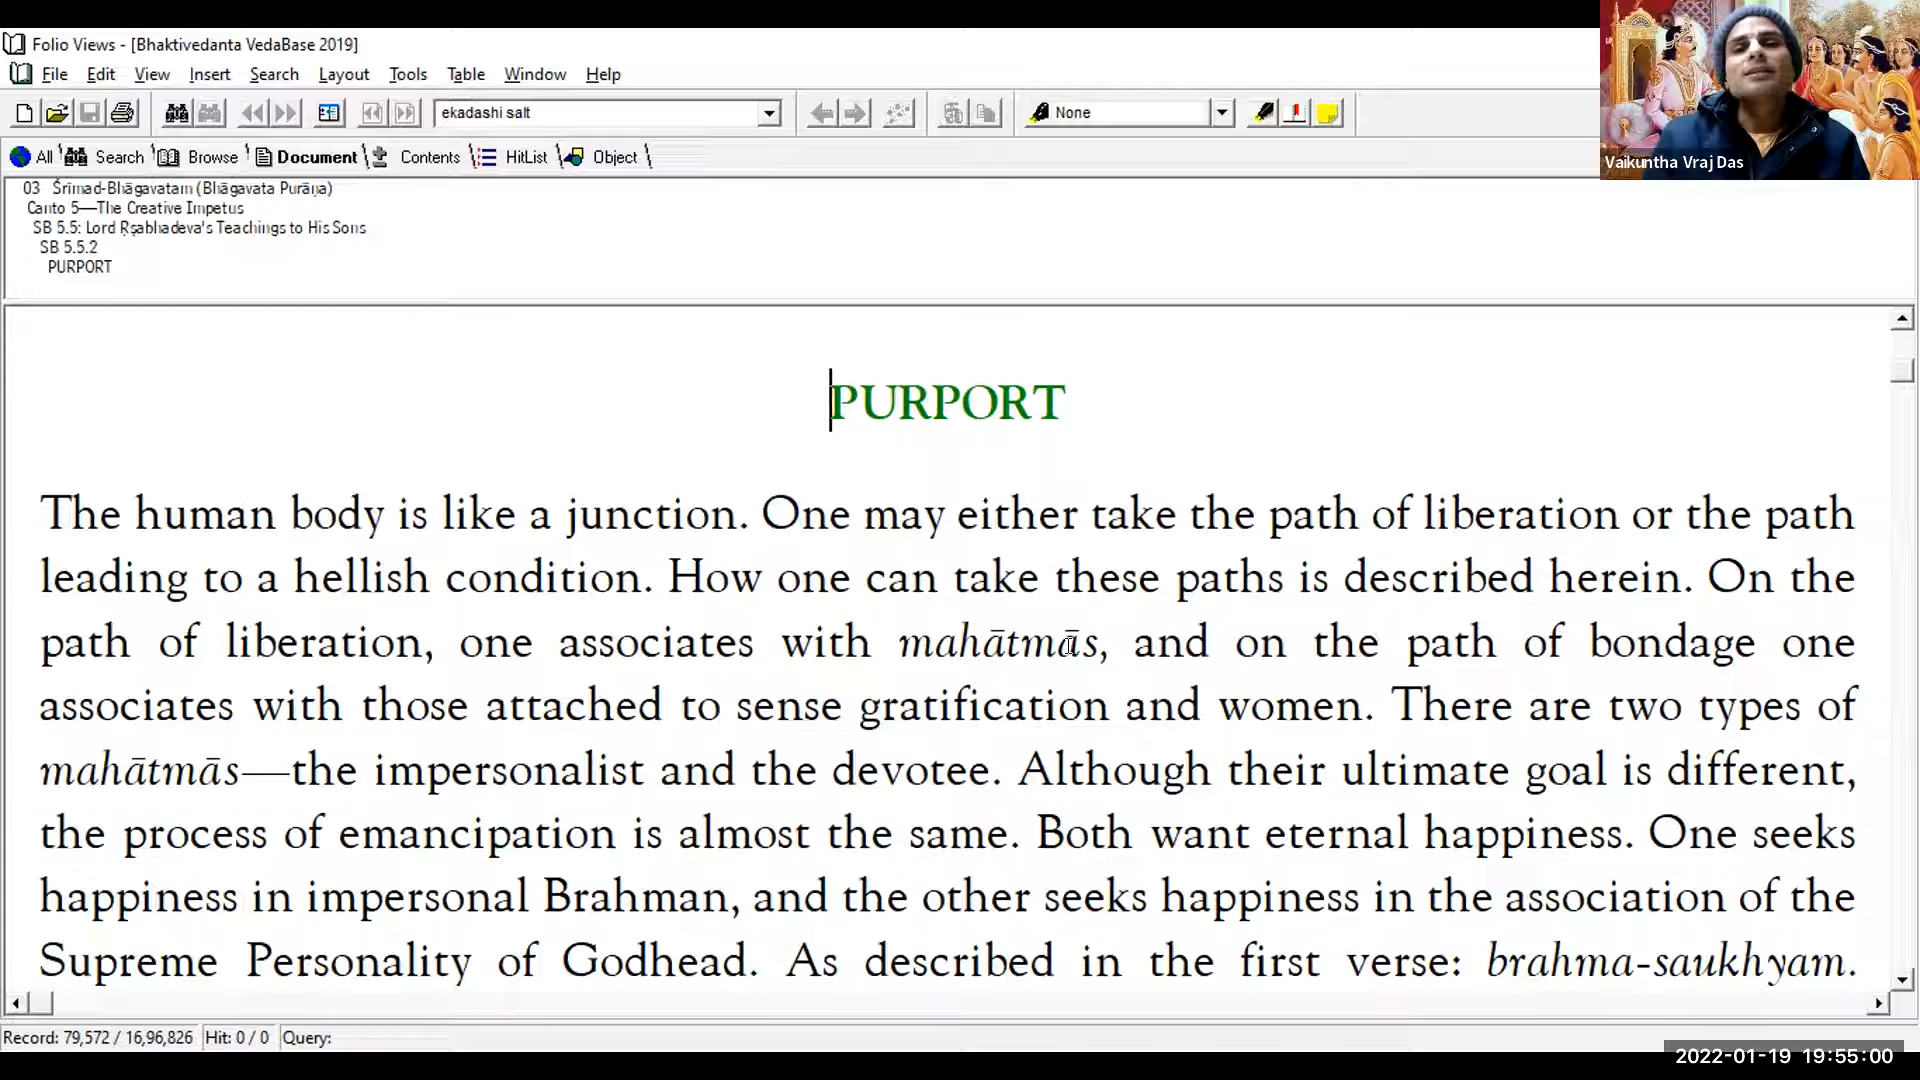 Folio Views - [Bhaktivedanta VedaBase 2019]
File Edit View Insert Search Layout Tools Table Window Help
ekadashi salt
None
All Search Browse Document Contents HitList Object
Vaikuntha Vraj Das
03 Śrīmad-Bhāgavatam (Bhāgavata Purāṇa)
Canto 5—The Creative Impetus
SB 5.5: Lord Ṛṣabhadeva's Teachings to His Sons
SB 5.5.2
PURPORT
PURPORT
The human body is like a junction. One may either take the path of liberation or the path
leading to a hellish condition. How one can take these paths is described herein. On the
path of liberation, one associates with mahātmās, and on the path of bondage one
associates with those attached to sense gratification and women. There are two types of
mahātmās—the impersonalist and the devotee. Although their ultimate goal is different,
the process of emancipation is almost the same. Both want eternal happiness. One seeks
happiness in impersonal Brahman, and the other seeks happiness in the association of the
Supreme Personality of Godhead. As described in the first verse: brahma-saukhyam.
Record: 79,572 / 16,96,826 Hit: 0 / 0 Query:
2022-01-19 19:55:00